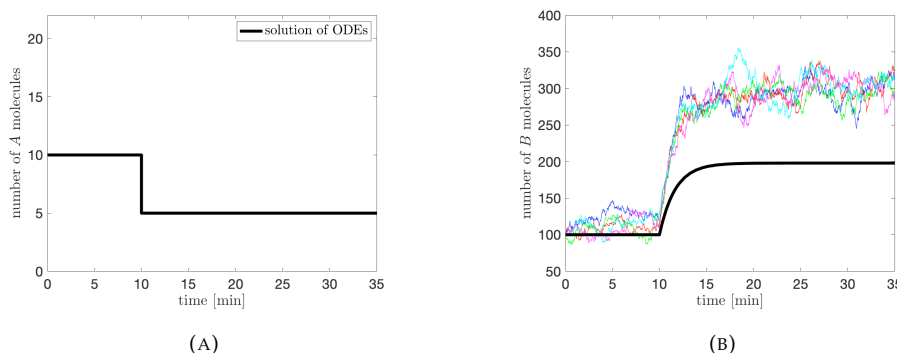 solution of ODEs
number of A molecules
20
15
10
5
0
0 5 10 15 20 25 30 35
time [min]
(A)
number of B molecules
400
350
300
250
200
150
100
50
0 5 10 15 20 25 30 35
time [min]
(B)